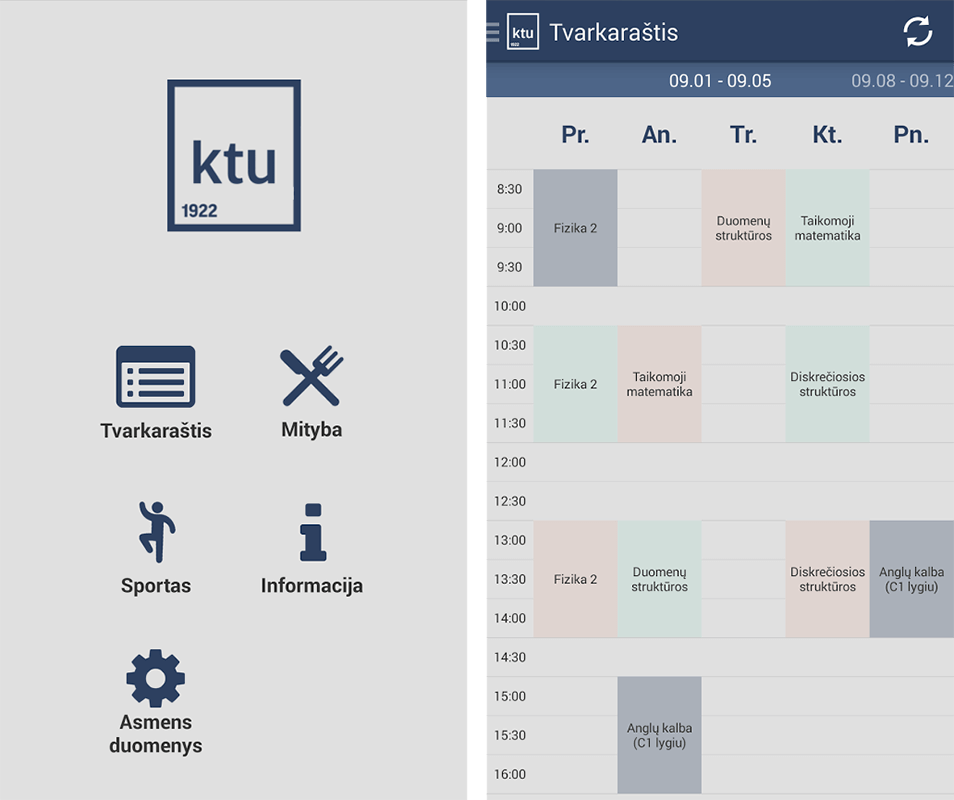 ktu
1922
Tvarkaraštis
Mityba
Sportas
Informacija
Asmens
duomenys
ktu
1922
Tvarkaraštis
09.01 - 09.05
09.08 - 09.12
Pr.
An.
Tr.
Kt.
Pn.
8:30
9:00
9:30
Fizika 2
Duomenų
struktūros
Taikomoji
matematika
10:00
10:30
11:00
11:30
Fizika 2
Taikomoji
matematika
Diskrečiosios
struktūros
12:00
12:30
13:00
13:30
14:00
Fizika 2
Duomenų
struktūros
Diskrečiosios
struktūros
Anglų kalba
(C1 lygiu)
14:30
15:00
15:30
16:00
Anglų kalba
(C1 lygiu)